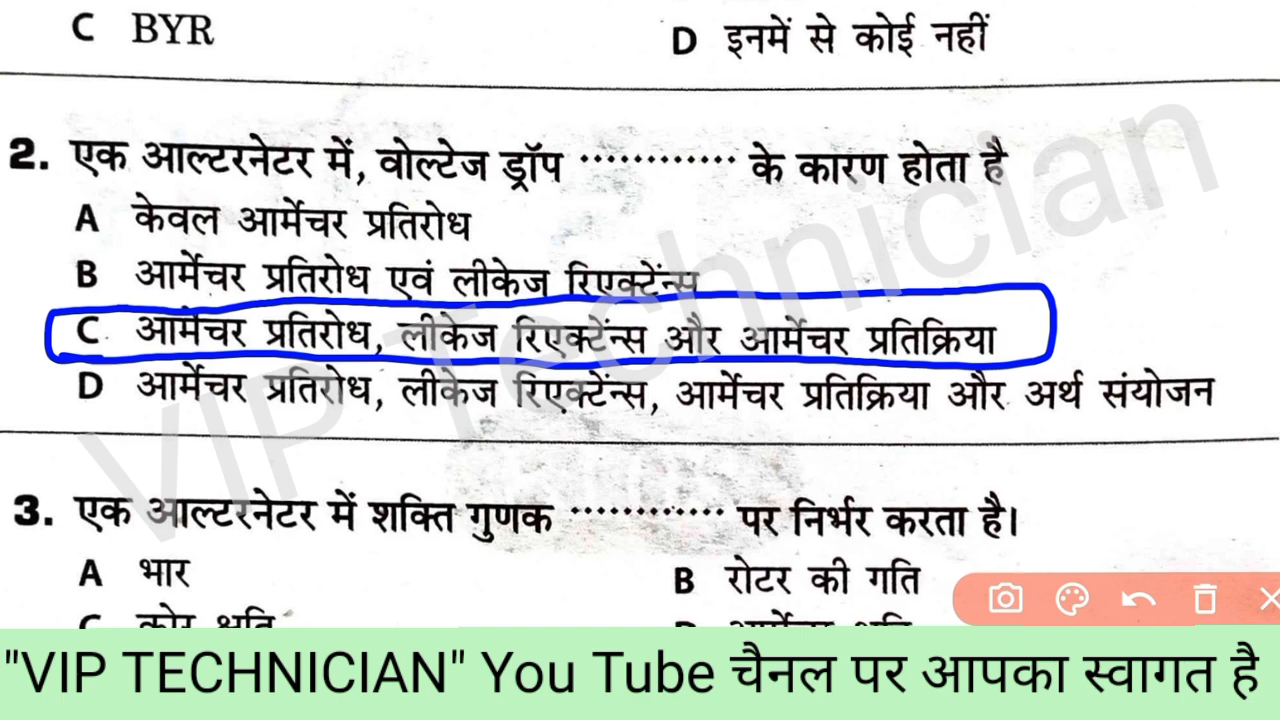 C BYR
D इनमें से कोई नहीं
2. एक आल्टरनेटर में, वोल्टेज ड्रॉप ............. के कारण होता है
A केवल आर्मेचर प्रतिरोध
B आर्मेचर प्रतिरोध एवं लीकेज रिएक्टेंन्स
C आर्मेचर प्रतिरोध, लीकेज रिएक्टेंन्स और आर्मेचर प्रतिक्रिया
D आर्मेचर प्रतिरोध, लीकेज रिएक्टेंन्स, आर्मेचर प्रतिक्रिया और अर्थ संयोजन
VIP Technician
3. एक आल्टरनेटर में शक्ति गुणक ............. पर निर्भर करता है।
A भार
B रोटर की गति
C कोर क्षति
"VIP TECHNICIAN" You Tube चैनल पर आपका स्वागत है